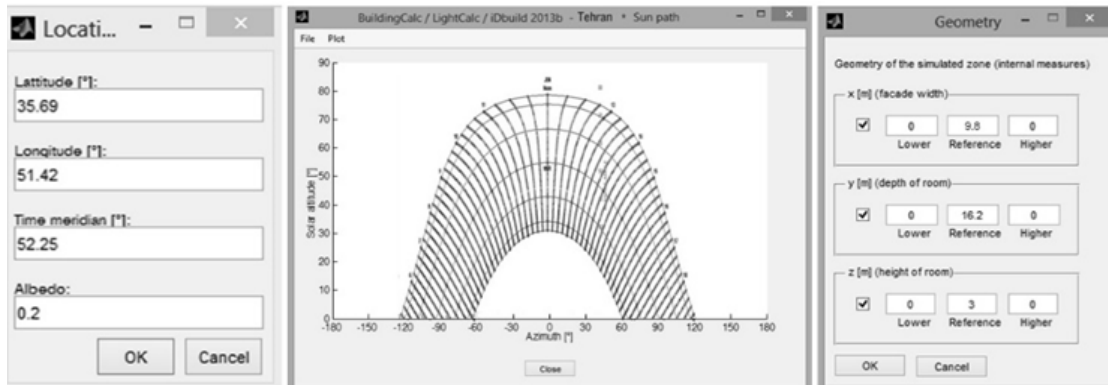 Locati...
Lattitude [°]:
35.69
Longitude [°]:
51.42
Time meridian [°]:
52.25
Albedo:
0.2
OK Cancel
BuildingCalc / LightCalc / iDbuild 2013b - Tehran * Sun path
File Plot
Solar altitude [°]
90
80
70
60
50
40
30
20
10
0
-180 -150 -120 -90 -60 -30 0 30 60 90 120 150 180
Azimuth [°]
Close
Geometry
Geometry of the simulated zone (internal measures)
x [m] (facade width)
0 9.8 0
Lower Reference Higher
y [m] (depth of room)
0 16.2 0
Lower Reference Higher
z [m] (height of room)
0 3 0
Lower Reference Higher
OK Cancel